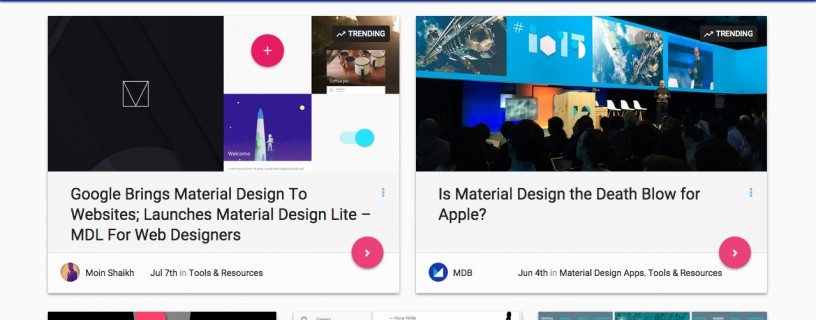 TRENDING
Coffee pic.
Welcome
Google Brings Material Design To
Websites; Launches Material Design Lite –
MDL For Web Designers
Moin Shaikh Jul 7th in Tools & Resources
TRENDING
#io15
Is Material Design the Death Blow for
Apple?
MDB Jun 4th in Material Design Apps, Tools & Resources